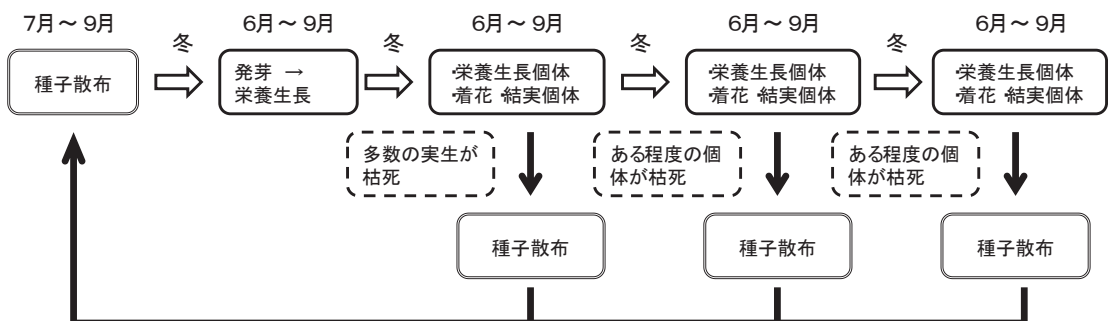 7月～9月
6月～9月
6月～9月
6月～9月
6月～9月
冬
冬
冬
冬
種子散布
発芽 →
栄養生長
・栄養生長個体
・着花・結実個体
・栄養生長個体
・着花・結実個体
・栄養生長個体
・着花・結実個体
多数の実生が
枯死
ある程度の個
体が枯死
ある程度の個
体が枯死
種子散布
種子散布
種子散布